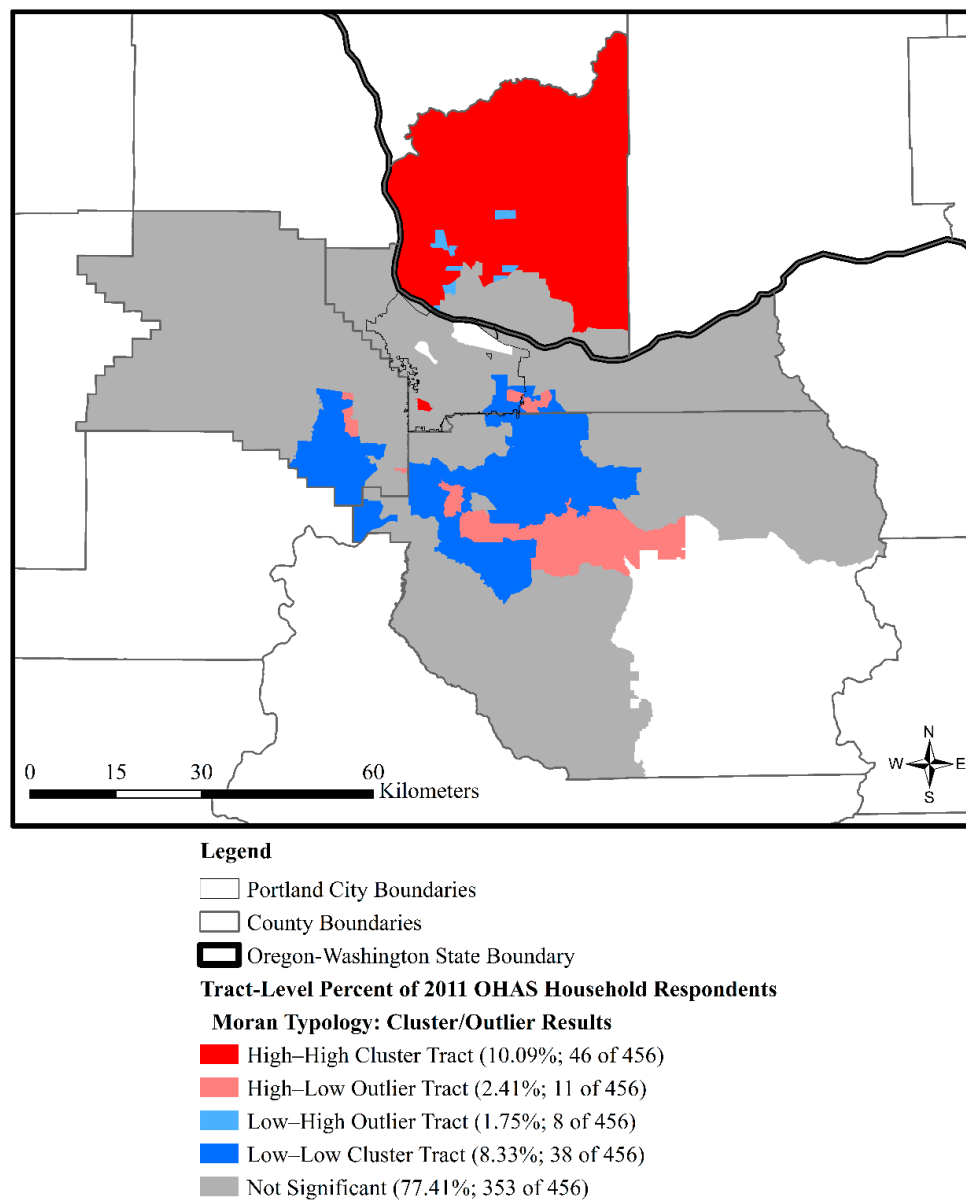 N
W E
S
0 15 30 60
Kilometers
Legend
Portland City Boundaries
County Boundaries
Oregon-Washington State Boundary
Tract-Level Percent of 2011 OHAS Household Respondents
Moran Typology: Cluster/Outlier Results
High–High Cluster Tract (10.09%; 46 of 456)
High–Low Outlier Tract (2.41%; 11 of 456)
Low–High Outlier Tract (1.75%; 8 of 456)
Low–Low Cluster Tract (8.33%; 38 of 456)
Not Significant (77.41%; 353 of 456)